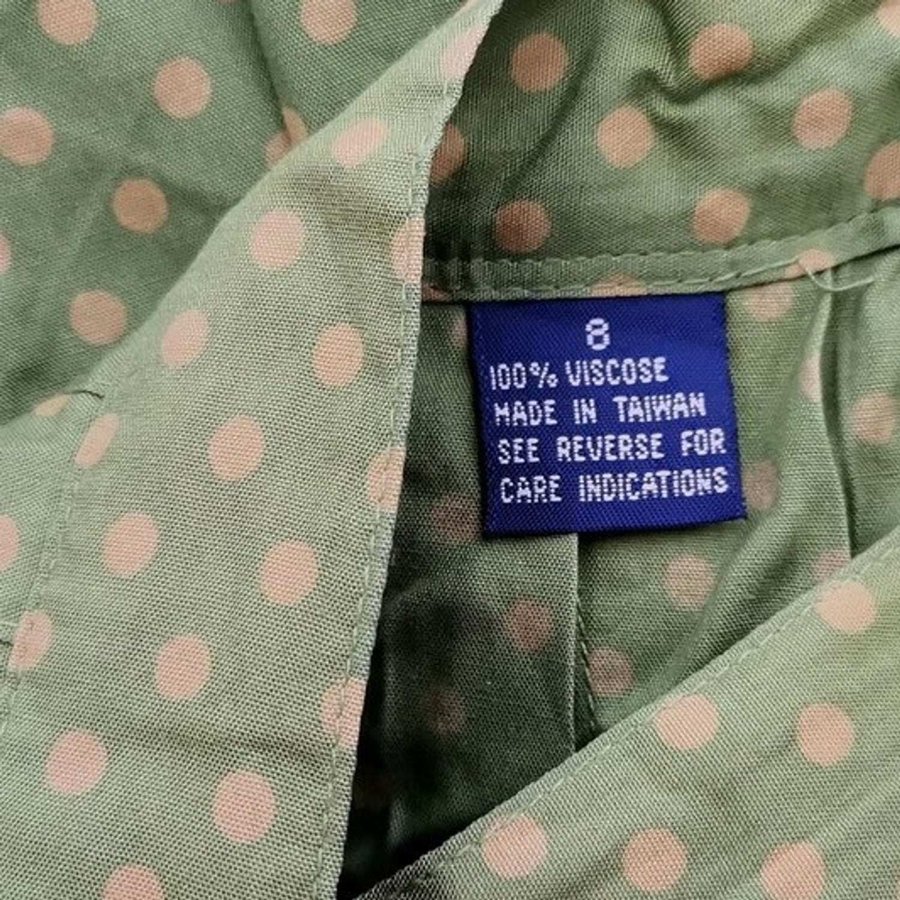 8
100% VISCOSE
MADE IN TAIWAN
SEE REVERSE FOR
CARE INDICATIONS